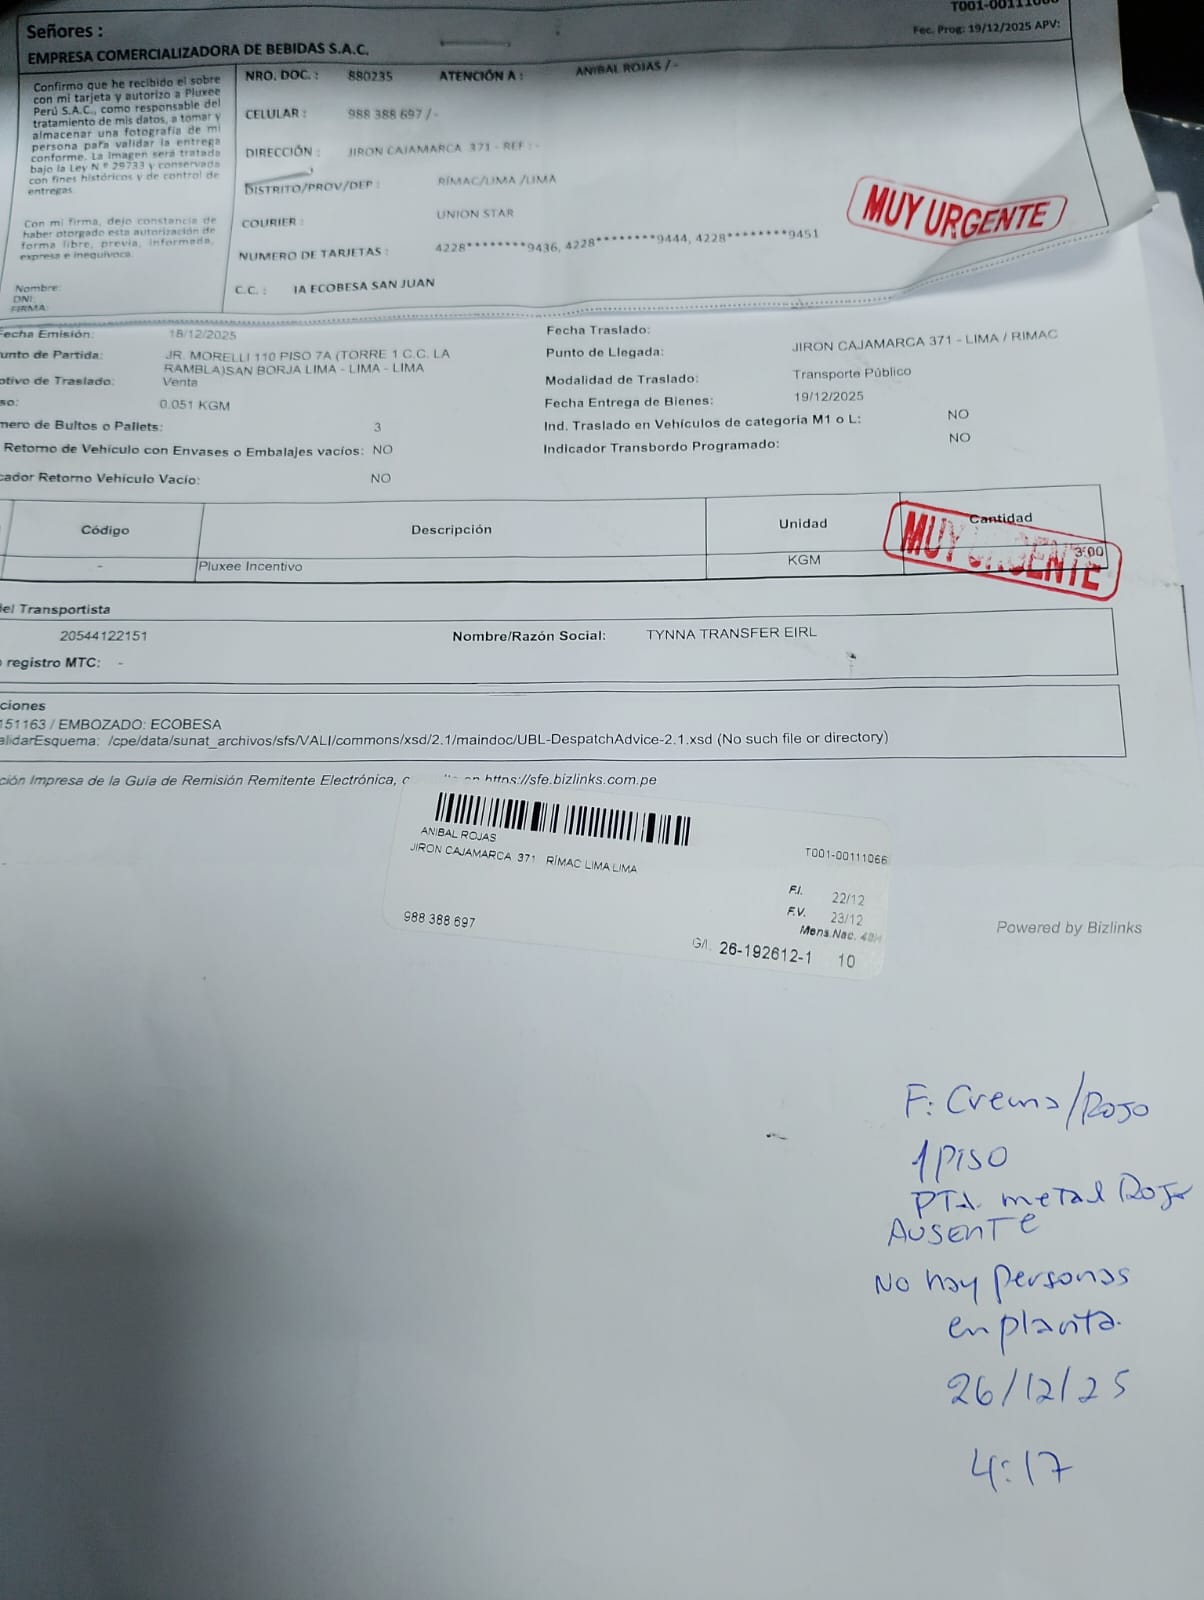 T001-00111066
Señores :
Fec. Prog: 19/12/2025 APV:
EMPRESA COMERCIALIZADORA DE BEBIDAS S.A.C.
Confirmo que he recibido el sobre
con mi tarjeta y autorizo a Pluxee
Perú S.A.C., como responsable del
tratamiento de mis datos, a tomar y
almacenar una fotografía de mi
persona para validar la entrega
conforme. La imagen será tratada
bajo la Ley N.° 29733 y conservada
con fines históricos y de control de
entregas.
Con mi firma, dejo constancia de
haber otorgado esta autorización de
forma libre, previa, informada,
expresa e inequívoca.
Nombre:
DNI:
FIRMA:
NRO. DOC. : 880235 ATENCIÓN A : ANIBAL ROJAS / -
CELULAR : 988 388 697 / -
DIRECCIÓN : JIRON CAJAMARCA 371 - REF : -
DISTRITO/PROV/DEP : RÍMAC/LIMA /LIMA
COURIER : UNION STAR
NUMERO DE TARJETAS : 4228********9436, 4228********9444, 4228********9451
C.C. : IA ECOBESA SAN JUAN
MUY URGENTE
Fecha Emisión: 18/12/2025 Fecha Traslado:
unto de Partida: JR. MORELLI 110 PISO 7A (TORRE 1 C.C. LA
RAMBLA)SAN BORJA LIMA - LIMA - LIMA
Punto de Llegada: JIRON CAJAMARCA 371 - LIMA / RIMAC
otivo de Traslado: Venta Modalidad de Traslado: Transporte Público
so: 0.051 KGM Fecha Entrega de Bienes: 19/12/2025
mero de Bultos o Pallets: 3 Ind. Traslado en Vehículos de categoria M1 o L: NO
Retorno de Vehículo con Envases o Embalajes vacíos: NO Indicador Transbordo Programado: NO
cador Retorno Vehículo Vacio: NO
Código Descripción Unidad Cantidad
- Pluxee Incentivo KGM 3.00
MUY URGENTE
del Transportista
20544122151 Nombre/Razón Social: TYNNA TRANSFER EIRL
o registro MTC: -
ciones
151163 / EMBOZADO: ECOBESA
alidarEsquema: /cpe/data/sunat_archivos/sfs/VALI/commons/xsd/2.1/maindoc/UBL-DespatchAdvice-2.1.xsd (No such file or directory)
ción Impresa de la Guía de Remisión Remitente Electrónica, en https://sfe.bizlinks.com.pe
ANIBAL ROJAS
JIRON CAJAMARCA 371 RÍMAC LIMA LIMA
T001-00111066
F.I. 22/12
F.V. 23/12
Mens.Nac. 48H
988 388 697
G/I. 26-192612-1 10
Powered by Bizlinks
F: Crema/Rojo
1 PISO
PTA. metal Rojo
AUSENTE
No hay personas
en planta.
26/12/25
4:17